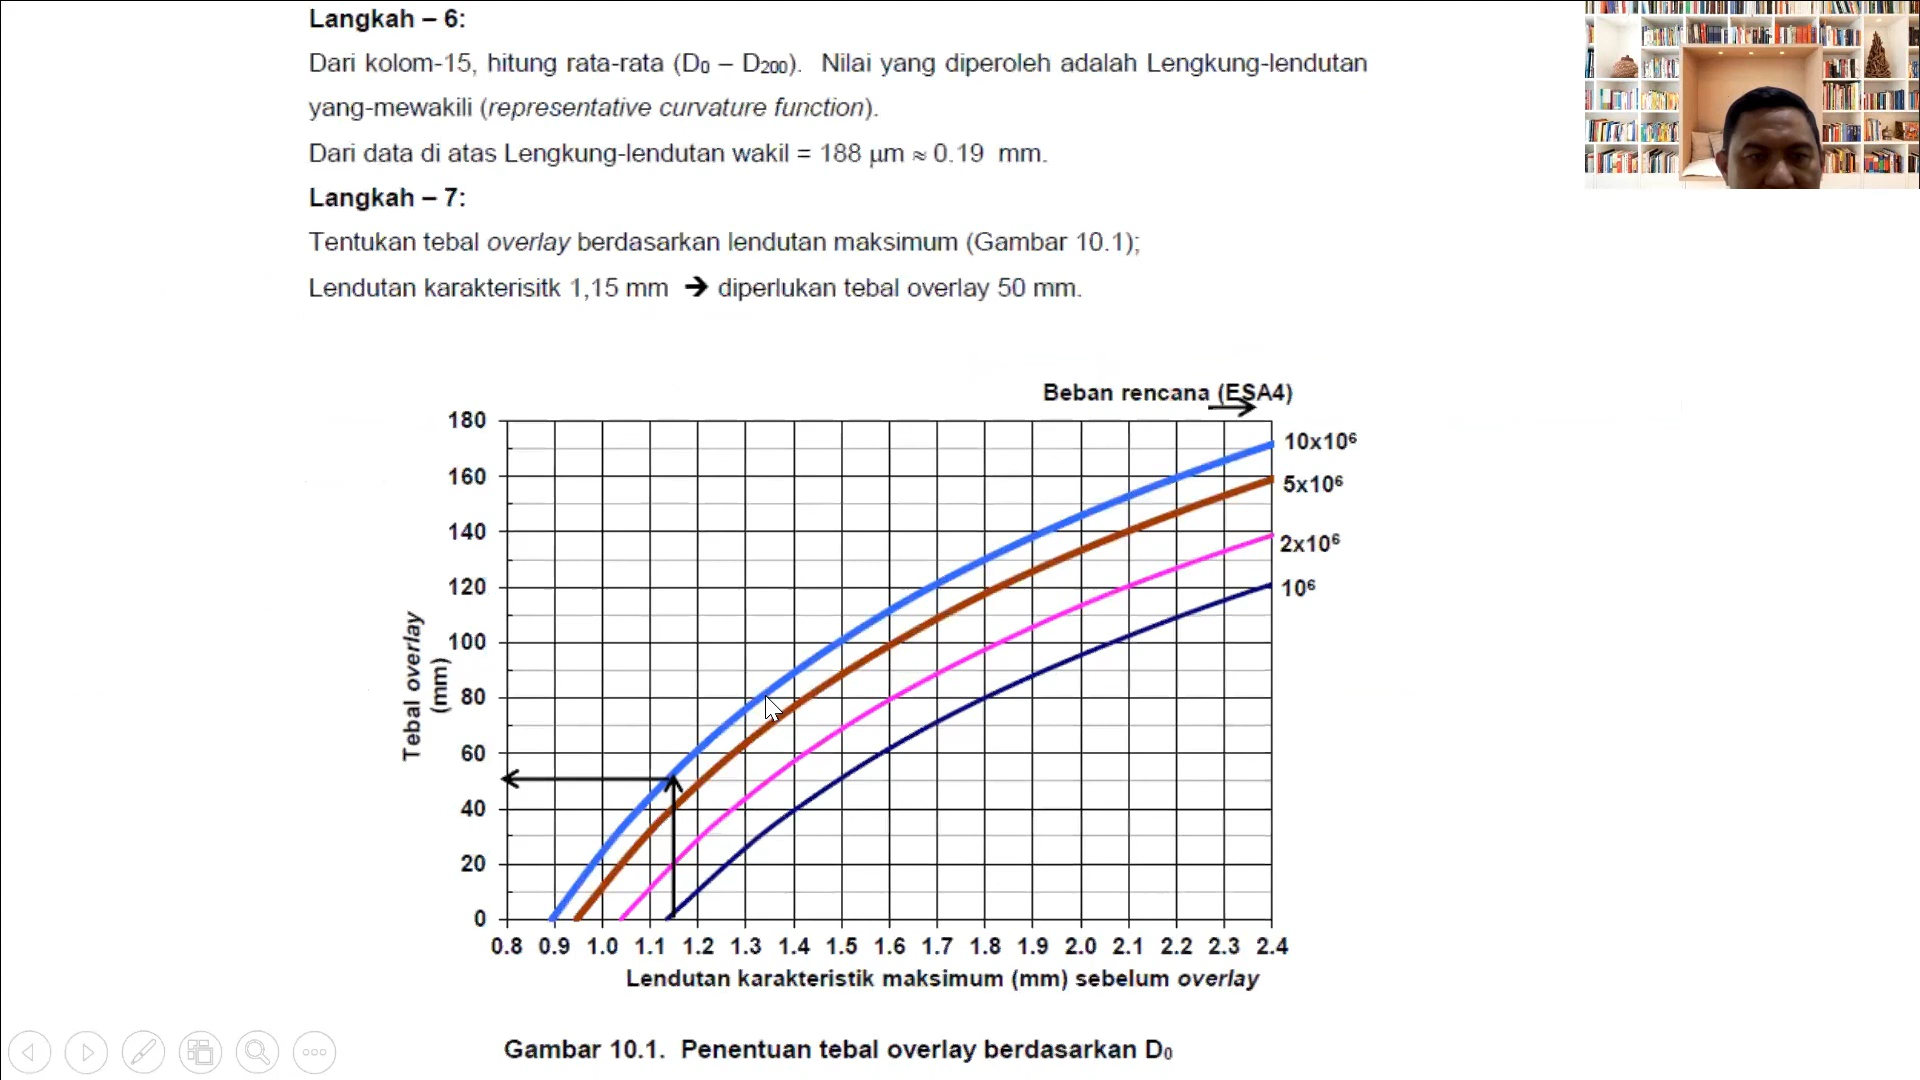 Langkah – 6:
Dari kolom-15, hitung rata-rata (D₀ – D₂₀₀). Nilai yang diperoleh adalah Lengkung-lendutan
yang-mewakili (representative curvature function).
Dari data di atas Lengkung-lendutan wakil = 188 μm ≈ 0.19 mm.
Langkah – 7:
Tentukan tebal overlay berdasarkan lendutan maksimum (Gambar 10.1);
Lendutan karakterisitk 1,15 mm ➔ diperlukan tebal overlay 50 mm.
Beban rencana (ESA4)
180
160
140
120
100
80
60
40
20
0
10x10⁶
5x10⁶
2x10⁶
10⁶
Tebal overlay
(mm)
0.8 0.9 1.0 1.1 1.2 1.3 1.4 1.5 1.6 1.7 1.8 1.9 2.0 2.1 2.2 2.3 2.4
Lendutan karakteristik maksimum (mm) sebelum overlay
Gambar 10.1. Penentuan tebal overlay berdasarkan D₀